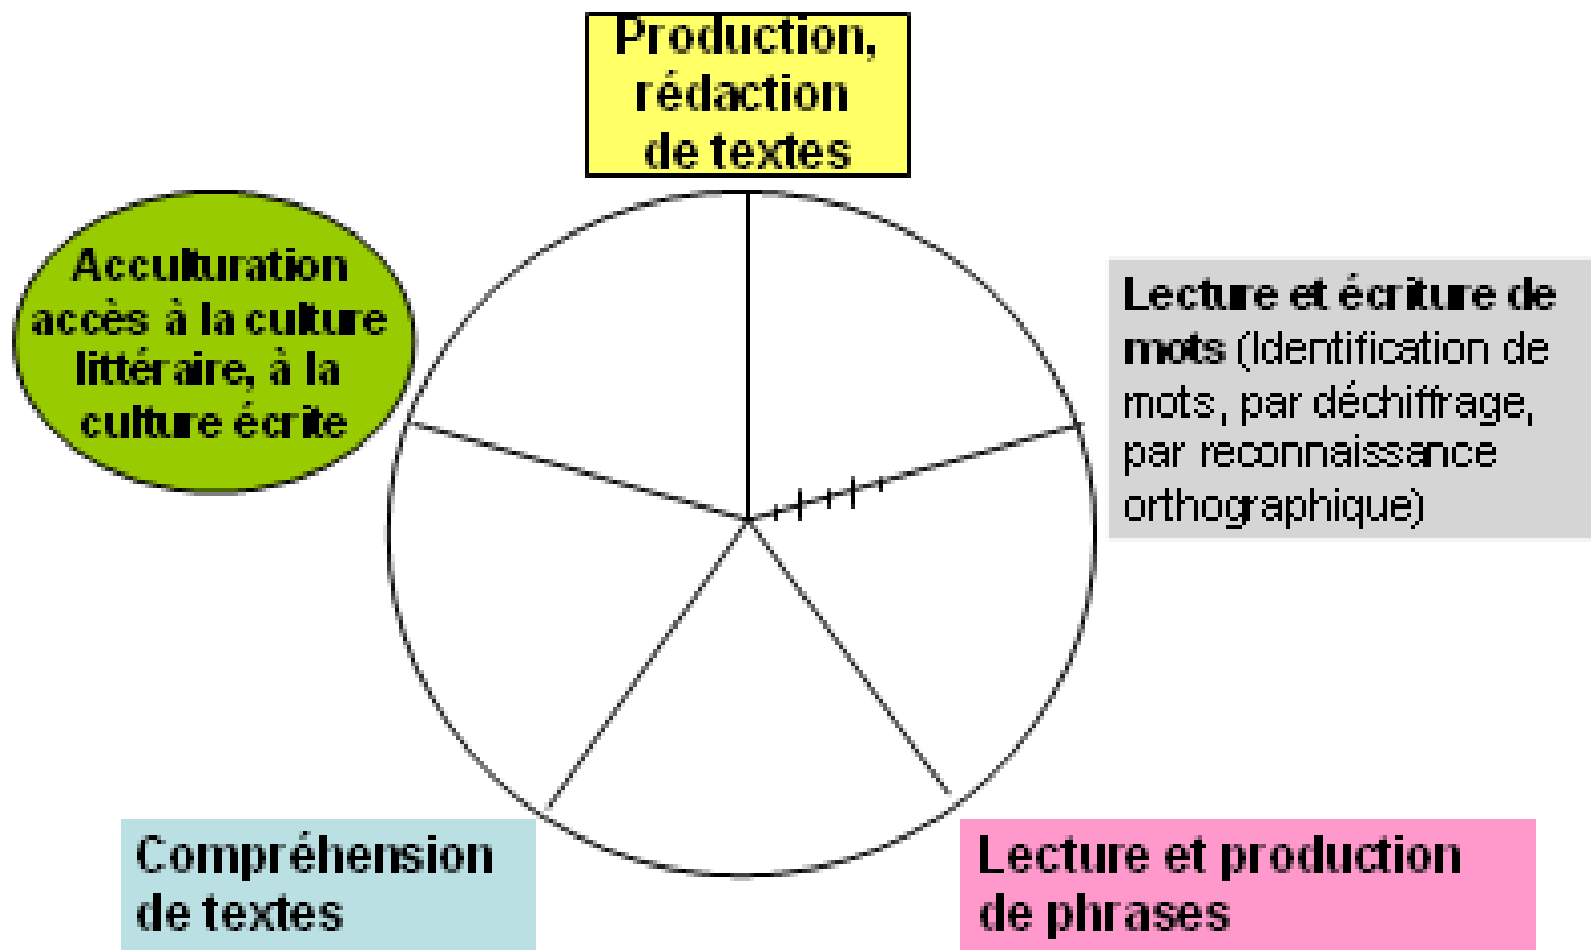 Production,
rédaction
de textes
Acculturation
accès à la culture
littéraire, à la
culture écrite
Lecture et écriture de
mots (Identification de
mots, par déchiffrage,
par reconnaissance
orthographique)
Compréhension
de textes
Lecture et production
de phrases